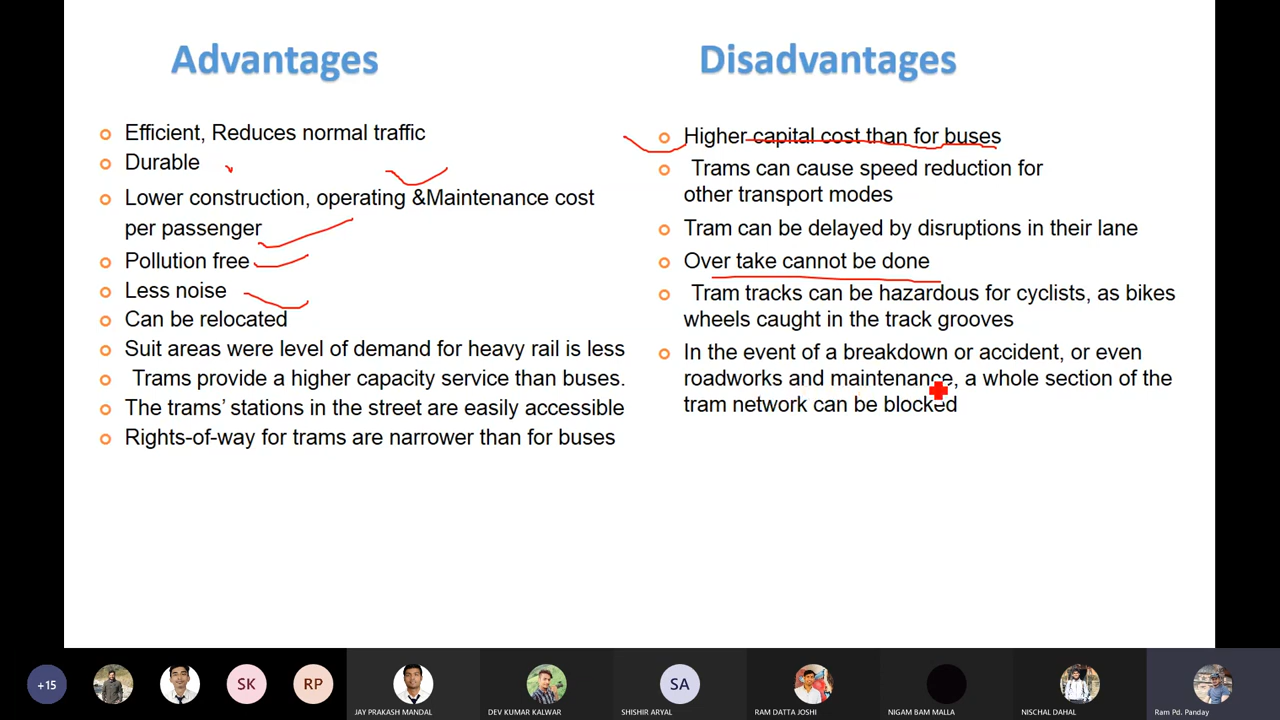 Advantages
Efficient, Reduces normal traffic
Durable
Lower construction, operating &Maintenance cost
per passenger
Pollution free
Less noise
Can be relocated
Suit areas were level of demand for heavy rail is less
Trams provide a higher capacity service than buses.
The trams’ stations in the street are easily accessible
Rights-of-way for trams are narrower than for buses
Disadvantages
Higher capital cost than for buses
Trams can cause speed reduction for
other transport modes
Tram can be delayed by disruptions in their lane
Over take cannot be done
Tram tracks can be hazardous for cyclists, as bikes
wheels caught in the track grooves
In the event of a breakdown or accident, or even
roadworks and maintenance, a whole section of the
tram network can be blocked
+15
SK
RP
JAY PRAKASH MANDAL
DEV KUMAR KALWAR
SA
SHISHIR ARYAL
RAM DATTA JOSHI
NIGAM BAM MALLA
NISCHAL DAHAL
Ram Pd. Panday